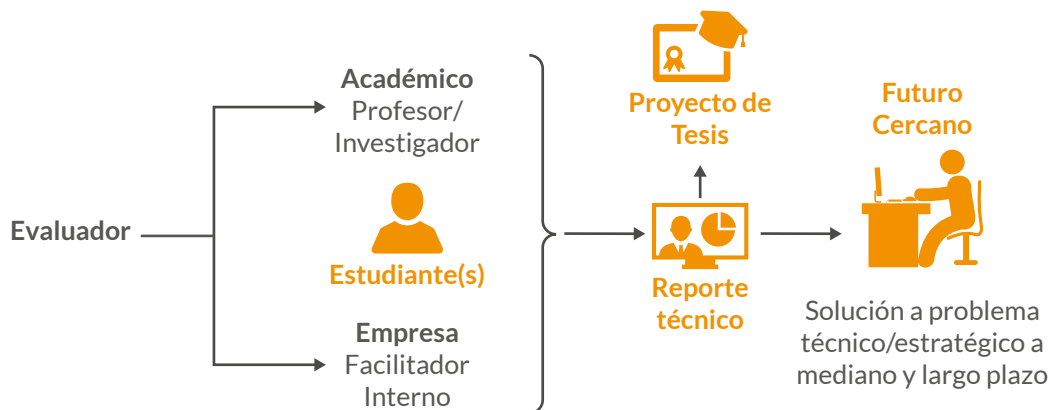 Evaluador
Académico
Profesor/
Investigador
Estudiante(s)
Empresa
Facilitador
Interno
Proyecto de
Tesis
Reporte
técnico
Futuro
Cercano
Solución a problema
técnico/estratégico a
mediano y largo plazo